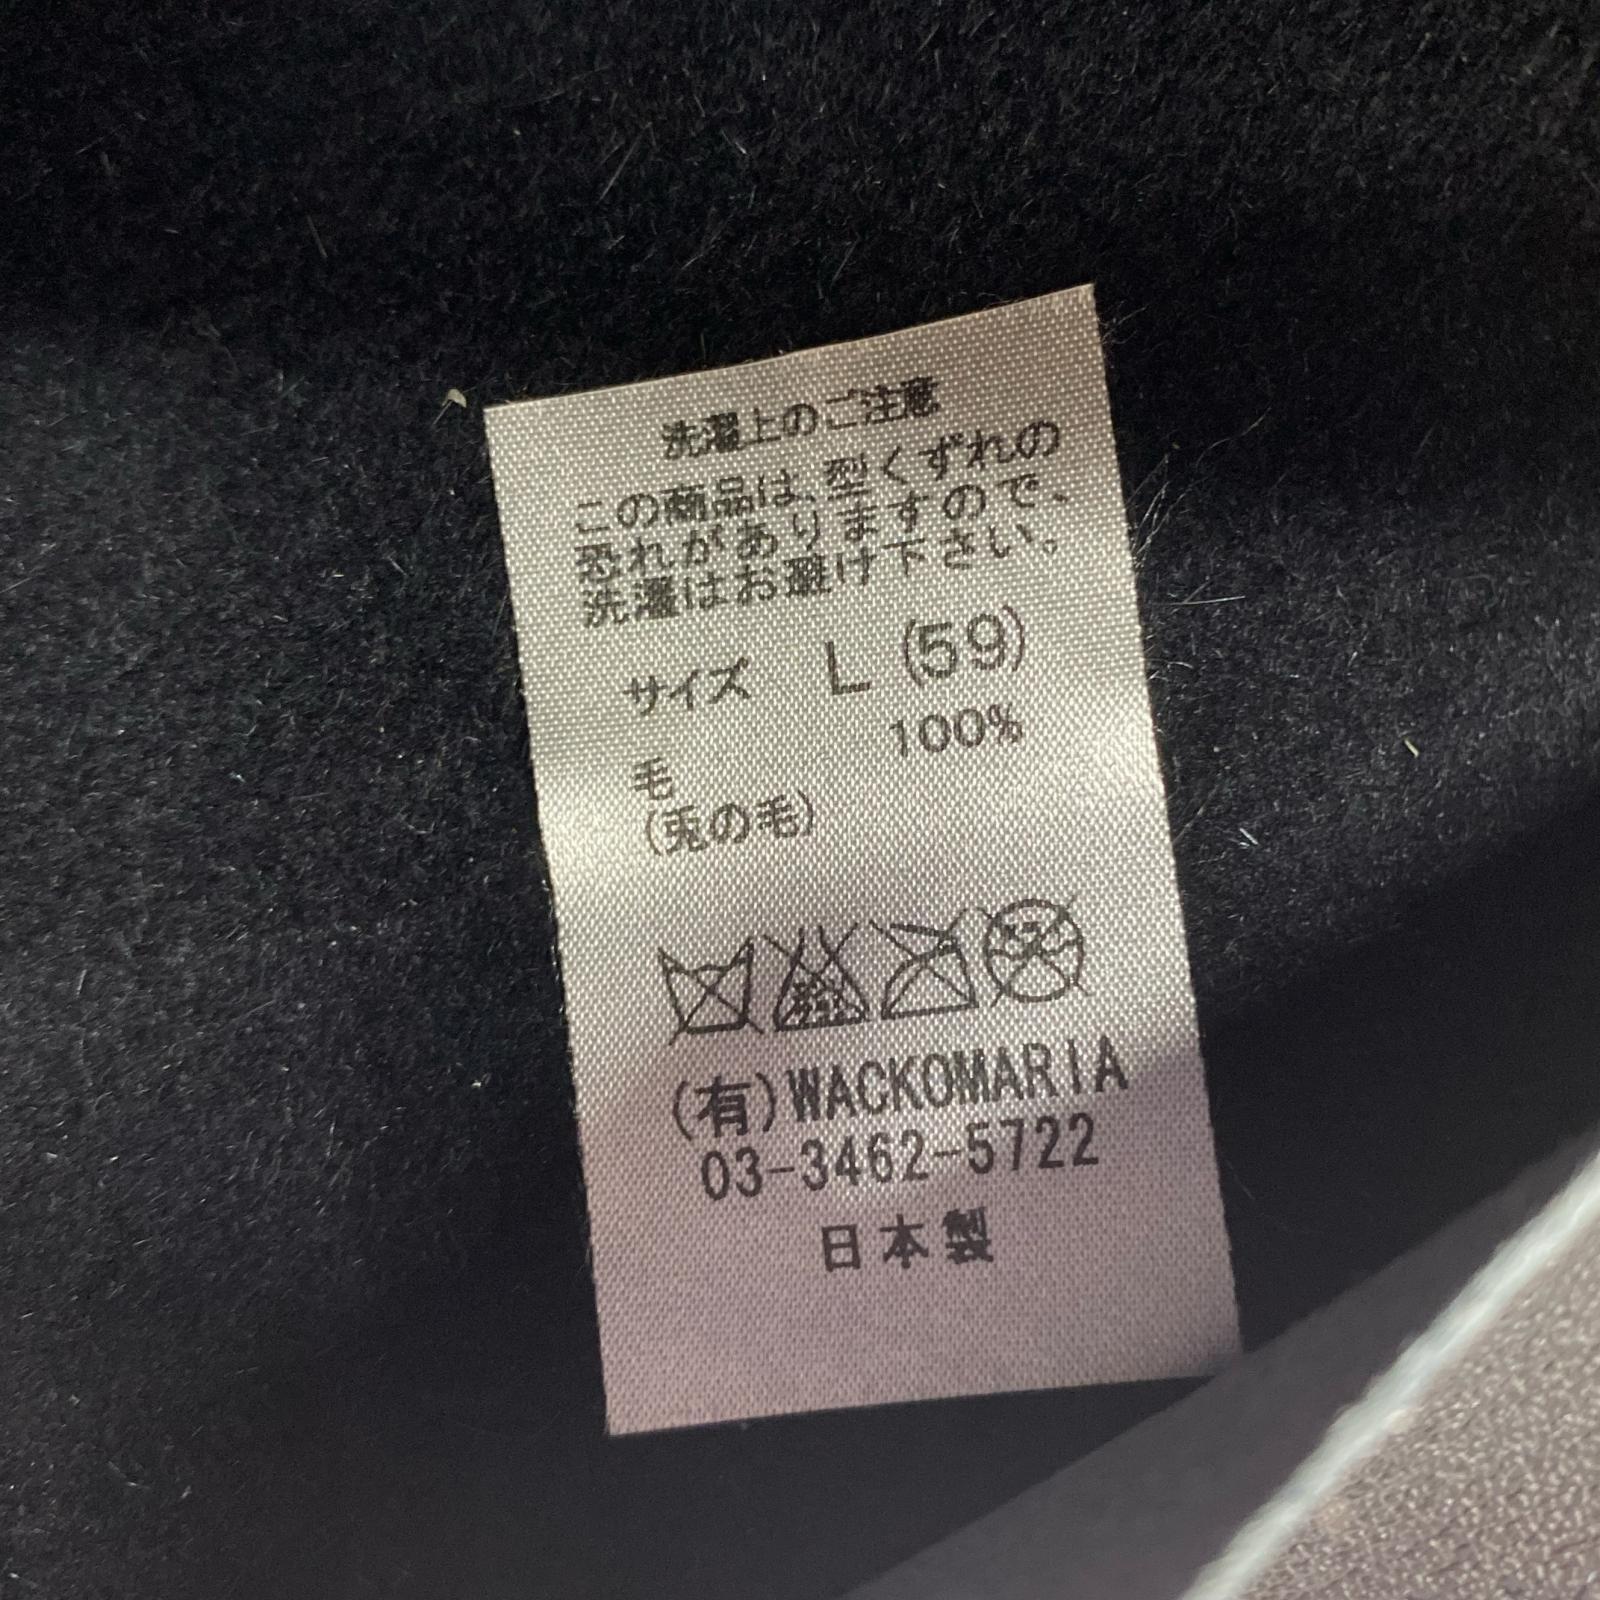 洗濯上のご注意
この商品は、型くずれの
恐れがありますので、
洗濯はお避け下さい。
サイズ L (59)
100%
毛
(兎の毛)
(有)WACKOMARIA
03-3462-5722
日本製